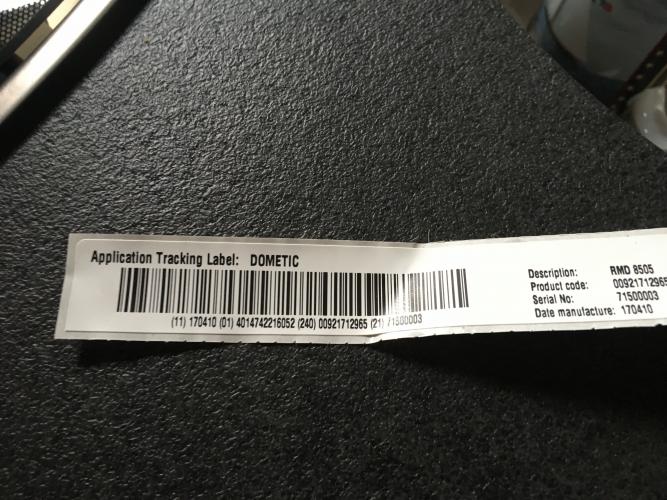 Application Tracking Label: DOMETIC
(11) 170410 (01) 4014742216052 (240) 00921712965 (21) 71500003
Description: RMD 8505
Product code: 00921712965
Serial No: 71500003
Date manufacture: 170410